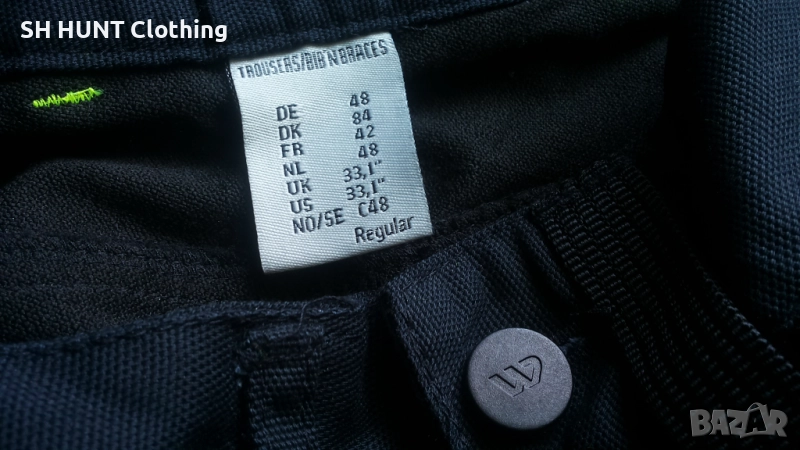 SH HUNT Clothing
TROUSERS/BIB'N'BRACES
DE 48
DK 84
FR 42
NL 48
UK 33,1"
US 33,1"
NO/SE C48
Regular
W
BAZAR